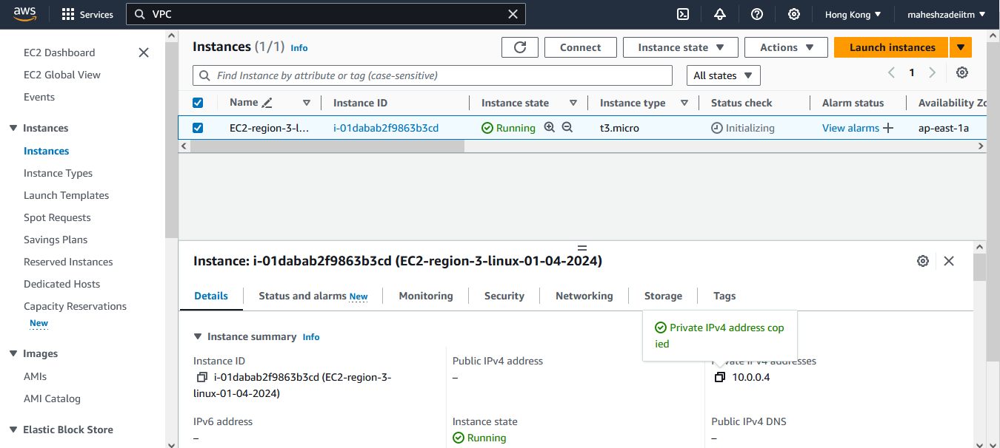 aws Services VPC Hong Kong maheshzadeiitm
EC2 Dashboard
EC2 Global View
Events
Instances
Instances
Instance Types
Launch Templates
Spot Requests
Savings Plans
Reserved Instances
Dedicated Hosts
Capacity Reservations
New
Images
AMIs
AMI Catalog
Elastic Block Store
Instances (1/1) Info Connect Instance state Actions Launch instances
Find Instance by attribute or tag (case-sensitive) All states 1
Name Instance ID Instance state Instance type Status check Alarm status Availability Zo
EC2-region-3-l... i-01dabab2f9863b3cd Running t3.micro Initializing View alarms + ap-east-1a
Instance: i-01dabab2f9863b3cd (EC2-region-3-linux-01-04-2024)
Details Status and alarms New Monitoring Security Networking Storage Tags
Private IPv4 address cop
ied
Instance summary Info
Instance ID
i-01dabab2f9863b3cd (EC2-region-3-
linux-01-04-2024)
Public IPv4 address
–
Private IPv4 addresses
10.0.0.4
IPv6 address
–
Instance state
Running
Public IPv4 DNS
–